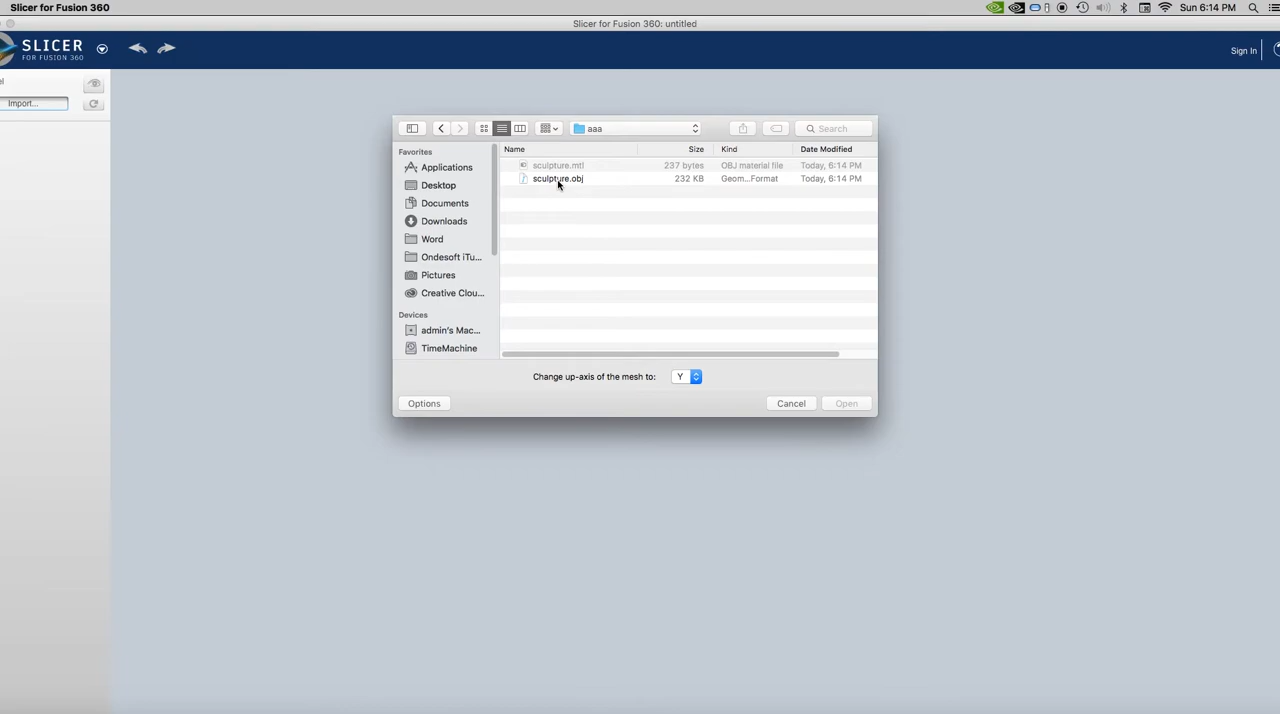 Slicer for Fusion 360
Sun 6:14 PM
Slicer for Fusion 360: untitled
SLICER
FOR FUSION 360
Sign In
Import...
aaa
Search
Favorites
Applications
Desktop
Documents
Downloads
Word
Ondesoft iTu...
Pictures
Creative Clou...
Devices
admin's Mac...
TimeMachine
Name Size Kind Date Modified
sculpture.mtl 237 bytes OBJ material file Today, 6:14 PM
sculpture.obj 232 KB Geom...Format Today, 6:14 PM
Change up-axis of the mesh to: Y
Options Cancel Open